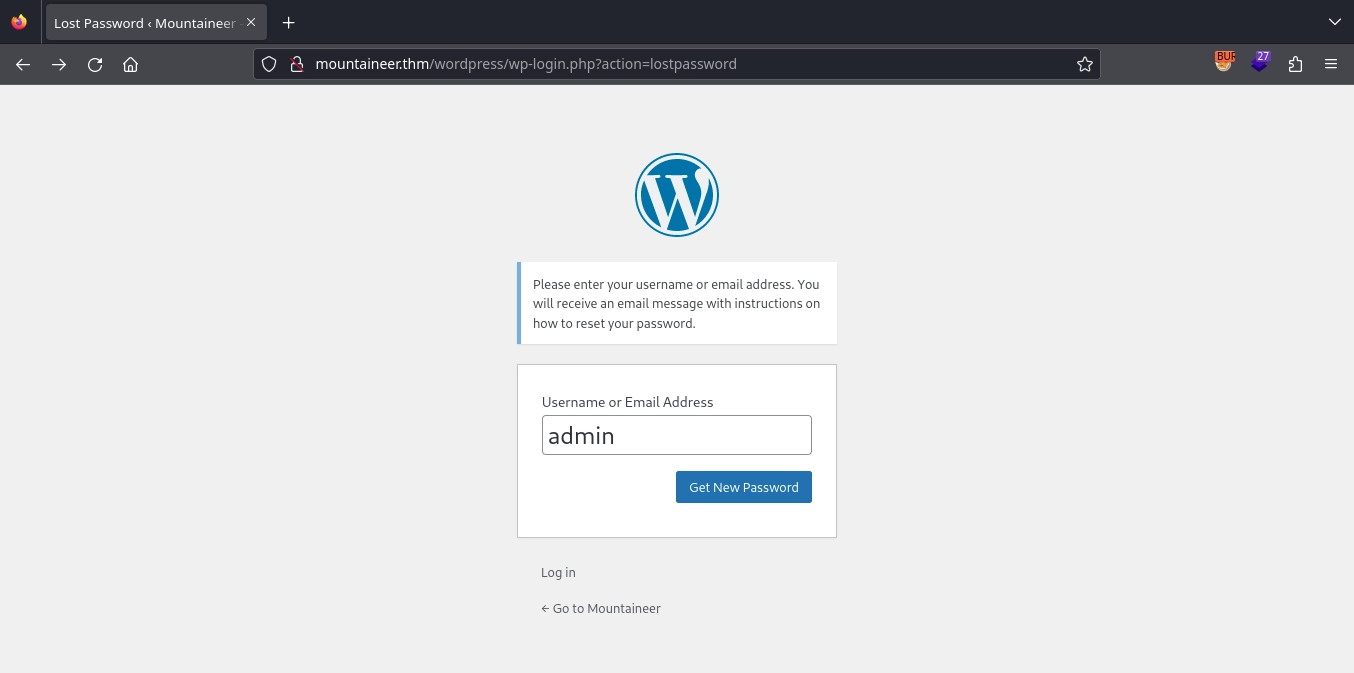 Lost Password ‹ Mountaineer
mountaineer.thm/wordpress/wp-login.php?action=lostpassword
BUR
27
Please enter your username or email address. You
will receive an email message with instructions on
how to reset your password.
Username or Email Address
admin
Get New Password
Log in
← Go to Mountaineer